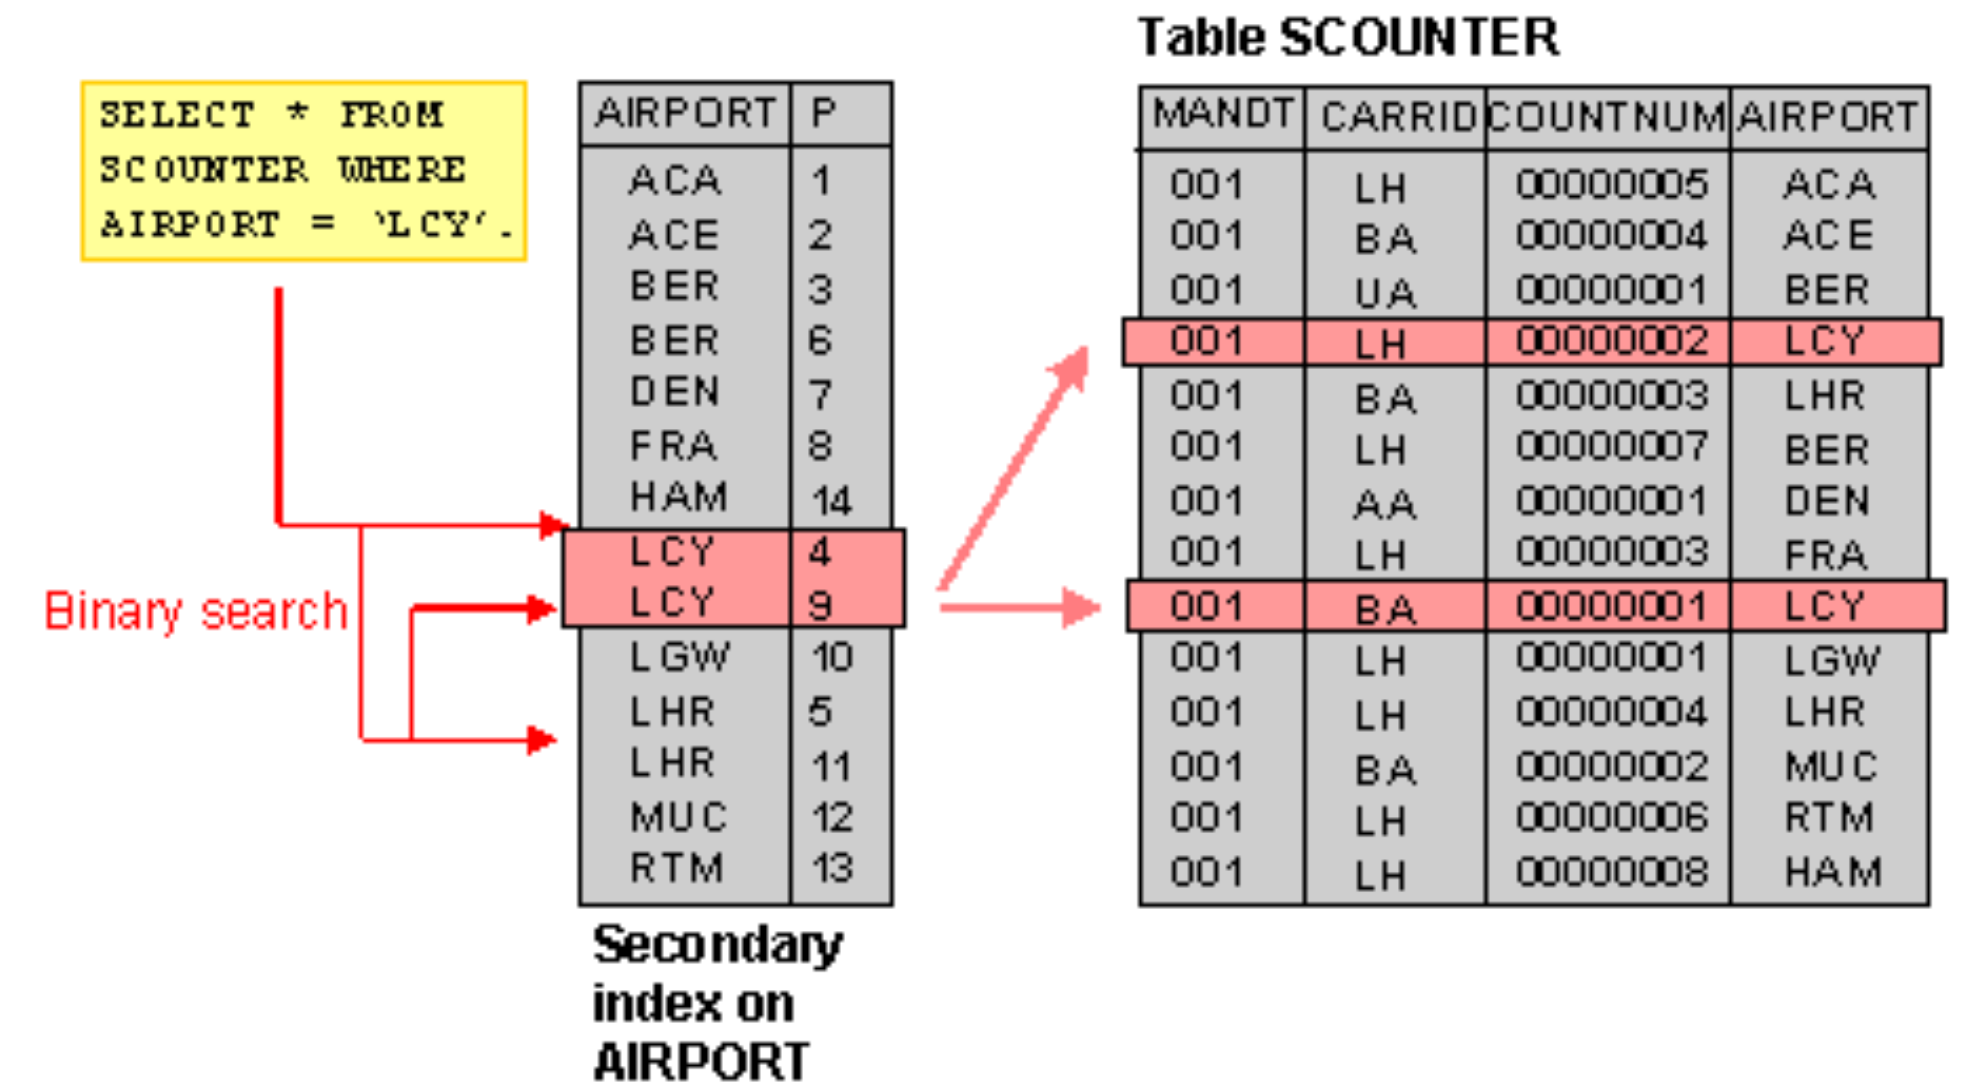 Table SCOUNTER
SELECT * FROM
SCOUNTER WHERE
AIRPORT = 'LCY'.
AIRPORT P
ACA 1
ACE 2
BER 3
BER 6
DEN 7
FRA 8
HAM 14
LCY 4
LCY 9
LGW 10
LHR 5
LHR 11
MUC 12
RTM 13
Binary search
Secondary
index on
AIRPORT
MANDT CARRID COUNTNUM AIRPORT
001 LH 00000005 ACA
001 BA 00000004 ACE
001 UA 00000001 BER
001 LH 00000002 LCY
001 BA 00000003 LHR
001 LH 00000007 BER
001 AA 00000001 DEN
001 LH 00000003 FRA
001 BA 00000001 LCY
001 LH 00000001 LGW
001 LH 00000004 LHR
001 BA 00000002 MUC
001 LH 00000006 RTM
001 LH 00000008 HAM